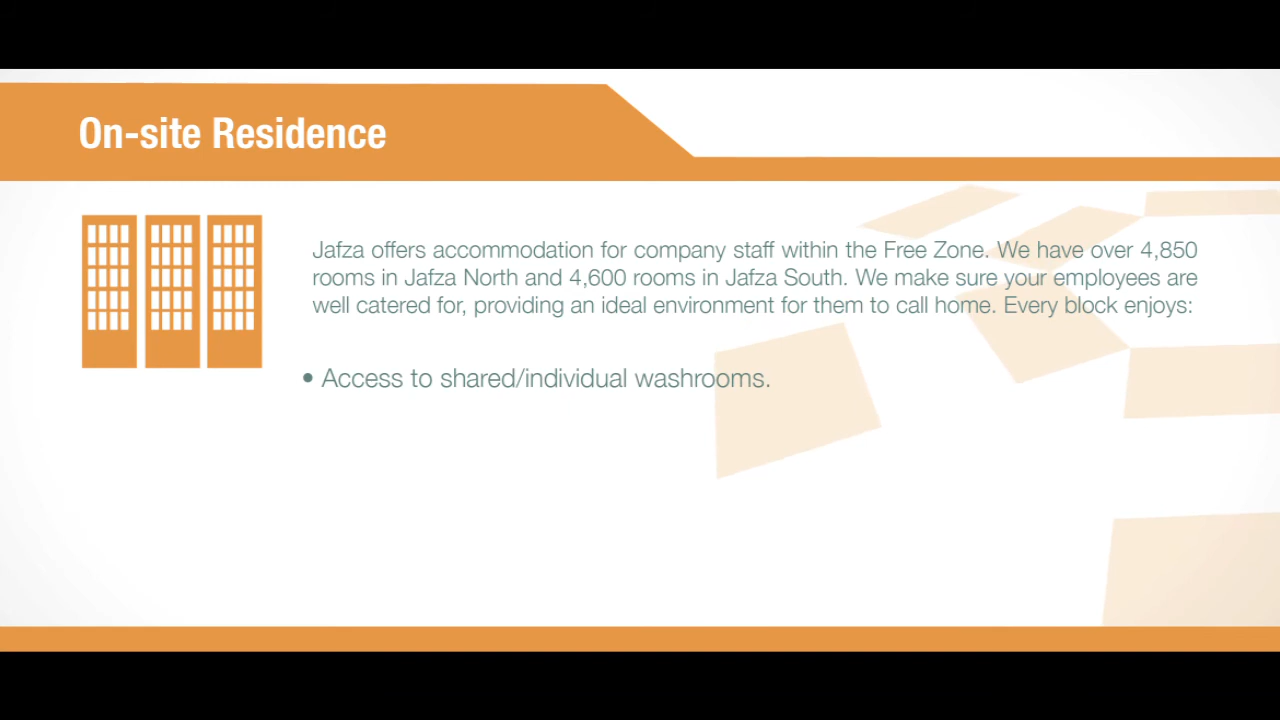 On-site Residence
Jafza offers accommodation for company staff within the Free Zone. We have over 4,850
rooms in Jafza North and 4,600 rooms in Jafza South. We make sure your employees are
well catered for, providing an ideal environment for them to call home. Every block enjoys:
• Access to shared/individual washrooms.